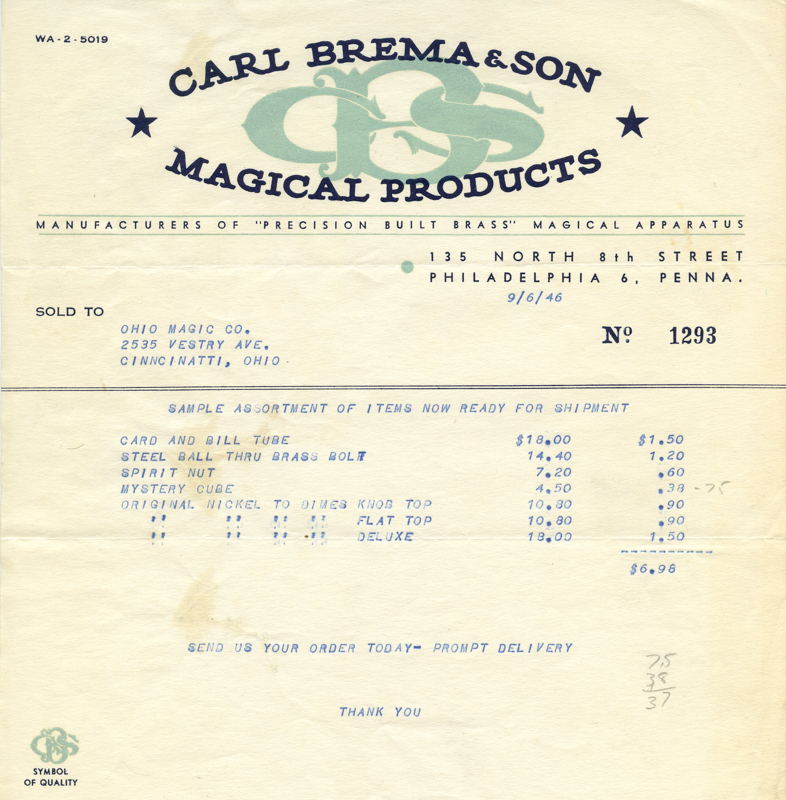 WA-2-5019
CARL BREMA & SON
CBS
MAGICAL PRODUCTS
MANUFACTURERS OF "PRECISION BUILT BRASS" MAGICAL APPARATUS
135 NORTH 8th STREET
PHILADELPHIA 6, PENNA.
9/6/46
SOLD TO
Nº 1293
OHIO MAGIC CO.
2535 VESTRY AVE.
CINNCINATTI, OHIO
SAMPLE ASSORTMENT OF ITEMS NOW READY FOR SHIPMENT
CARD AND BILL TUBE $18.00 $1.50
STEEL BALL THRU BRASS BOLT 14.40 1.20
SPIRIT NUT 7.20 .60
MYSTERY CUBE 4.50 .38 -75
ORIGINAL NICKEL TO DIMES KNOB TOP 10.80 .90
" " " " FLAT TOP 10.80 .90
" " " " DELUXE 18.00 1.50
$6.98
SEND US YOUR ORDER TODAY- PROMPT DELIVERY
75
38
37
THANK YOU
CBS
SYMBOL
OF QUALITY